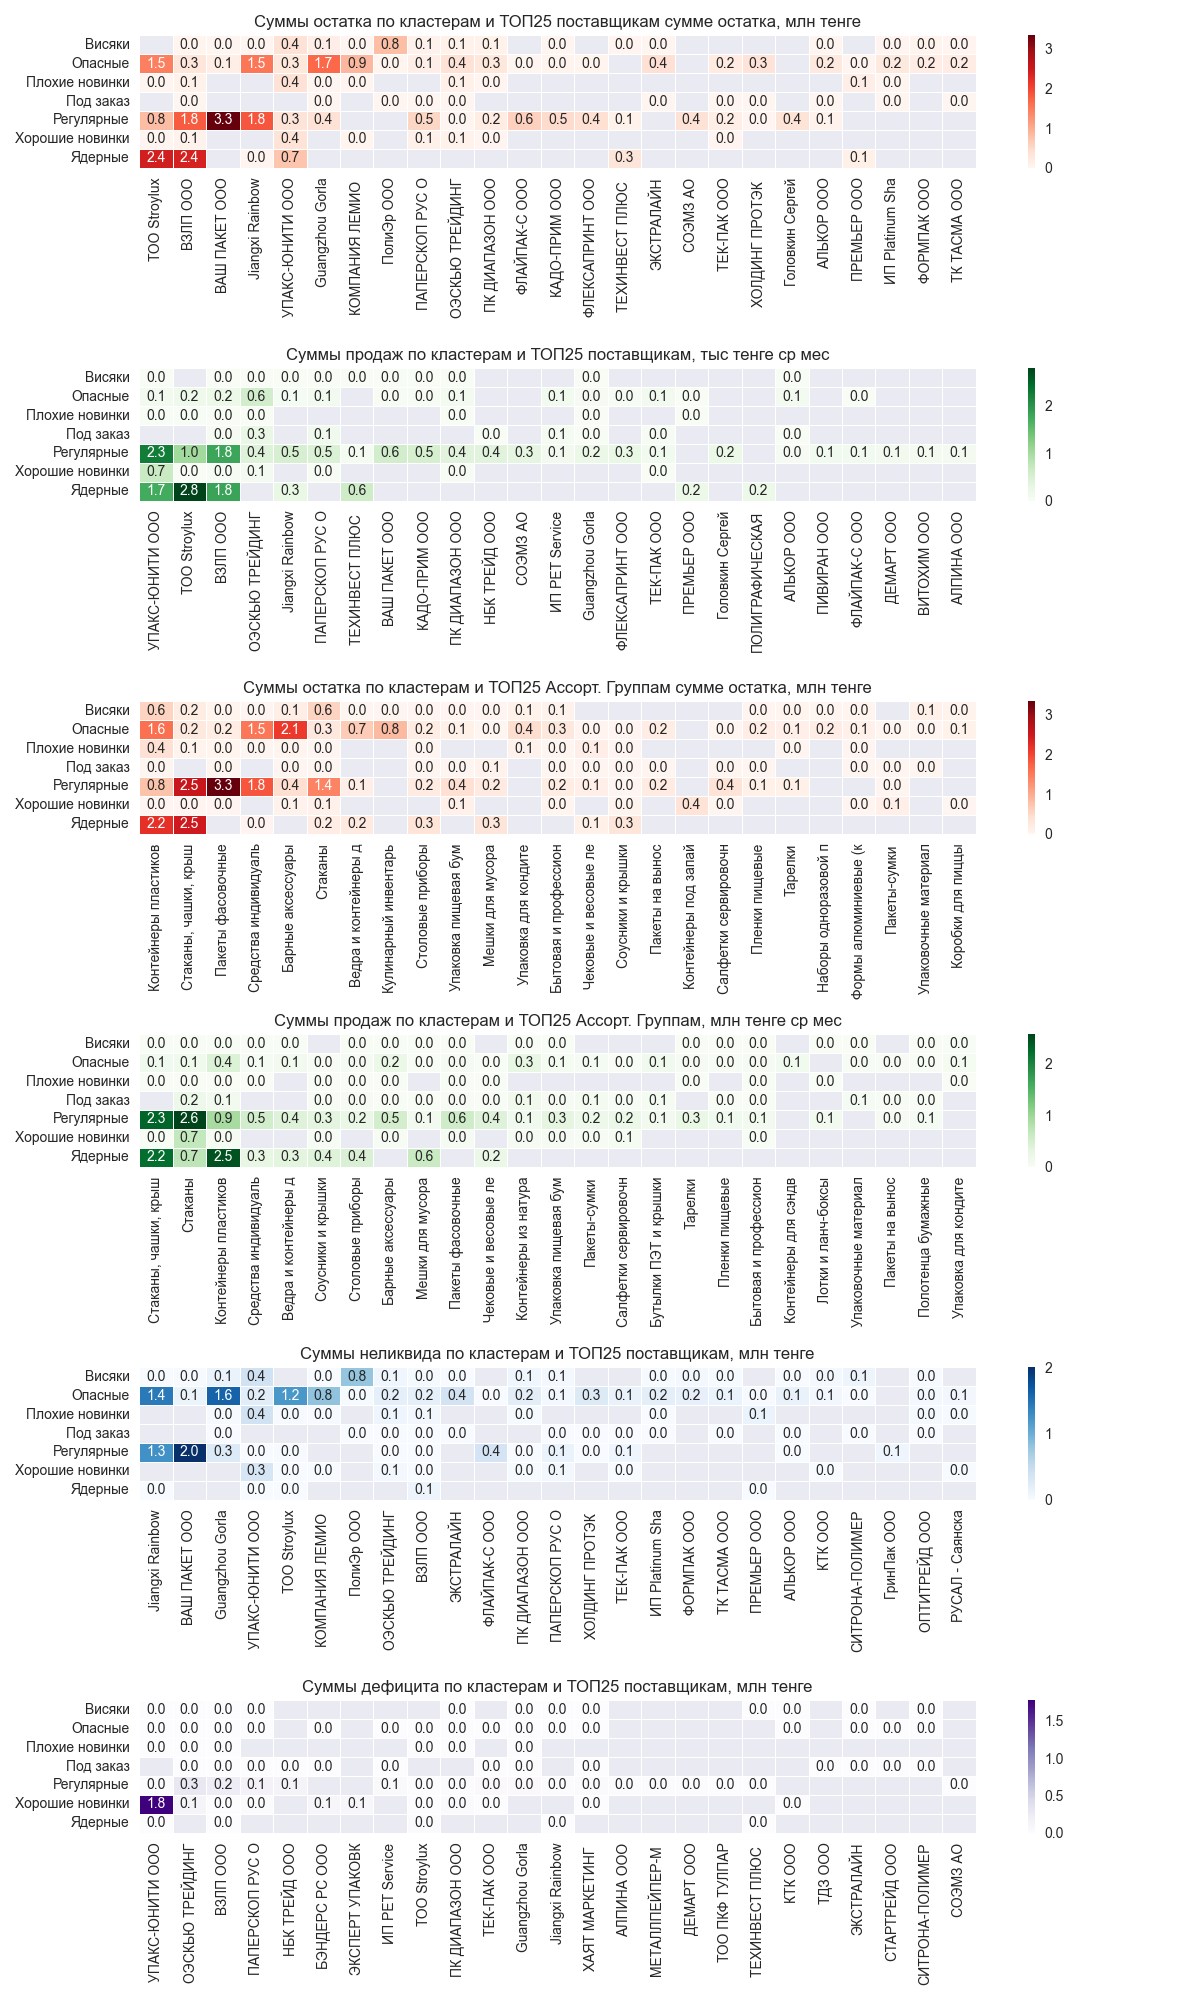 Суммы остатка по кластерам и ТОП25 поставщикам сумме остатка, млн тенге
Висяки 0.0 0.0 0.0 0.4 0.1 0.0 0.8 0.1 0.1 0.1 0.0 0.0 0.0 0.0 0.0 0.0 0.0
Опасные 1.5 0.3 0.1 1.5 0.3 1.7 0.9 0.0 0.1 0.4 0.3 0.0 0.0 0.0 0.4 0.2 0.3 0.2 0.0 0.2 0.2 0.2
Плохие новинки 0.0 0.1 0.4 0.0 0.0 0.1 0.0 0.1 0.0
Под заказ 0.0 0.0 0.0 0.0 0.0 0.0 0.0 0.0 0.0 0.0 0.0
Регулярные 0.8 1.8 3.3 1.8 0.3 0.4 0.5 0.0 0.2 0.6 0.5 0.4 0.1 0.4 0.2 0.0 0.4 0.1
Хорошие новинки 0.0 0.1 0.4 0.0 0.1 0.1 0.0 0.0
Ядерные 2.4 2.4 0.0 0.7 0.3 0.1
3
2
1
0
ТОО Stroylux
ВЗЛП ООО
ВАШ ПАКЕТ ООО
Jiangxi Rainbow
УПАКС-ЮНИТИ ООО
Guangzhou Gorla
КОМПАНИЯ ЛЕМИО
ПолиЭр ООО
ПАПЕРСКОП РУС О
ОЭСКЬЮ ТРЕЙДИНГ
ПК ДИАПАЗОН ООО
ФЛАЙПАК-С ООО
КАДО-ПРИМ ООО
ФЛЕКСАПРИНТ ООО
ТЕХИНВЕСТ ПЛЮС
ЭКСТРАЛАЙН
СОЭМЗ АО
ТЕК-ПАК ООО
ХОЛДИНГ ПРОТЭК
Головкин Сергей
АЛЬКОР ООО
ПРЕМЬЕР ООО
ИП Platinum Sha
ФОРМПАК ООО
ТК ТАСМА ООО
Суммы продаж по кластерам и ТОП25 поставщикам, тыс тенге ср мес
Висяки 0.0 0.0 0.0 0.0 0.0 0.0 0.0 0.0 0.0 0.0 0.0
Опасные 0.1 0.2 0.2 0.6 0.1 0.1 0.0 0.0 0.1 0.1 0.0 0.0 0.1 0.0 0.1 0.0
Плохие новинки 0.0 0.0 0.0 0.0 0.0 0.0 0.0
Под заказ 0.0 0.3 0.1 0.0 0.1 0.0 0.0 0.0
Регулярные 2.3 1.0 1.8 0.4 0.5 0.5 0.1 0.6 0.5 0.4 0.4 0.3 0.1 0.2 0.3 0.1 0.2 0.0 0.1 0.1 0.1 0.1 0.1
Хорошие новинки 0.7 0.0 0.0 0.1 0.0 0.0 0.0
Ядерные 1.7 2.8 1.8 0.3 0.6 0.2 0.2
2
1
0
УПАКС-ЮНИТИ ООО
ТОО Stroylux
ВЗЛП ООО
ОЭСКЬЮ ТРЕЙДИНГ
Jiangxi Rainbow
ПАПЕРСКОП РУС О
ТЕХИНВЕСТ ПЛЮС
ВАШ ПАКЕТ ООО
КАДО-ПРИМ ООО
ПК ДИАПАЗОН ООО
НБК ТРЕЙД ООО
СОЭМЗ АО
ИП PET Service
Guangzhou Gorla
ФЛЕКСАПРИНТ ООО
ТЕК-ПАК ООО
ПРЕМЬЕР ООО
Головкин Сергей
ПОЛИГРАФИЧЕСКАЯ
АЛЬКОР ООО
ПИВИРАН ООО
ФЛАЙПАК-С ООО
ДЕМАРТ ООО
ВИТОХИМ ООО
АЛПИНА ООО
Суммы остатка по кластерам и ТОП25 Ассорт. Группам сумме остатка, млн тенге
Висяки 0.6 0.2 0.0 0.0 0.1 0.6 0.0 0.0 0.0 0.0 0.0 0.1 0.1 0.0 0.0 0.0 0.0 0.1 0.0
Опасные 1.6 0.2 0.2 1.5 2.1 0.3 0.7 0.8 0.2 0.1 0.0 0.4 0.3 0.0 0.0 0.2 0.0 0.2 0.1 0.2 0.1 0.0 0.0 0.1
Плохие новинки 0.4 0.1 0.0 0.0 0.0 0.0 0.0 0.1 0.0 0.1 0.0 0.0 0.0
Под заказ 0.0 0.0 0.0 0.0 0.0 0.0 0.1 0.0 0.0 0.0 0.0 0.0 0.0 0.0 0.0 0.0
Регулярные 0.8 2.5 3.3 1.8 0.4 1.4 0.1 0.2 0.4 0.2 0.2 0.1 0.0 0.2 0.4 0.1 0.1 0.0
Хорошие новинки 0.0 0.0 0.0 0.1 0.1 0.1 0.0 0.0 0.4 0.0 0.0 0.1 0.0
Ядерные 2.2 2.5 0.0 0.2 0.2 0.3 0.3 0.1 0.3
3
2
1
0
Контейнеры пластиков
Стаканы, чашки, крыш
Пакеты фасовочные
Средства индивидуаль
Барные аксессуары
Стаканы
Ведра и контейнеры д
Кулинарный инвентарь
Столовые приборы
Упаковка пищевая бум
Мешки для мусора
Упаковка для кондите
Бытовая и профессион
Чековые и весовые ле
Соусники и крышки
Пакеты на вынос
Контейнеры под запай
Салфетки сервировочн
Пленки пищевые
Тарелки
Наборы одноразовой п
Формы алюминиевые (к
Пакеты-сумки
Упаковочные материал
Коробки для пиццы
Суммы продаж по кластерам и ТОП25 Ассорт. Группам, млн тенге ср мес
Висяки 0.0 0.0 0.0 0.0 0.0 0.0 0.0 0.0 0.0 0.0 0.0 0.0 0.0 0.0 0.0 0.0 0.0 0.0 0.0
Опасные 0.1 0.1 0.4 0.1 0.1 0.0 0.0 0.2 0.0 0.0 0.0 0.3 0.1 0.1 0.0 0.1 0.0 0.0 0.0 0.1 0.0 0.0 0.0 0.1
Плохие новинки 0.0 0.0 0.0 0.0 0.0 0.0 0.0 0.0 0.0 0.0 0.0 0.0 0.0 0.0
Под заказ 0.2 0.1 0.0 0.0 0.0 0.0 0.0 0.0 0.1 0.0 0.1 0.0 0.1 0.0 0.0 0.1 0.0 0.0
Регулярные 2.3 2.6 0.9 0.5 0.4 0.3 0.2 0.5 0.1 0.6 0.4 0.1 0.3 0.2 0.2 0.1 0.3 0.1 0.1 0.1 0.0 0.1
Хорошие новинки 0.0 0.7 0.0 0.0 0.0 0.0 0.0 0.0 0.0 0.1 0.0
Ядерные 2.2 0.7 2.5 0.3 0.3 0.4 0.4 0.6 0.2
2
1
0
Стаканы, чашки, крыш
Стаканы
Контейнеры пластиков
Средства индивидуаль
Ведра и контейнеры д
Соусники и крышки
Столовые приборы
Барные аксессуары
Мешки для мусора
Пакеты фасовочные
Чековые и весовые ле
Контейнеры из натура
Упаковка пищевая бум
Пакеты-сумки
Салфетки сервировочн
Бутылки ПЭТ и крышки
Тарелки
Пленки пищевые
Бытовая и профессион
Контейнеры для сэндв
Лотки и ланч-боксы
Упаковочные материал
Пакеты на вынос
Полотенца бумажные
Упаковка для кондите
Суммы неликвида по кластерам и ТОП25 поставщикам, млн тенге
Висяки 0.0 0.0 0.1 0.4 0.0 0.8 0.1 0.0 0.0 0.1 0.1 0.0 0.0 0.0 0.0 0.0 0.1 0.0
Опасные 1.4 0.1 1.6 0.2 1.2 0.8 0.0 0.2 0.2 0.4 0.0 0.2 0.1 0.3 0.1 0.2 0.2 0.1 0.0 0.1 0.1 0.0 0.0 0.1
Плохие новинки 0.0 0.4 0.0 0.0 0.1 0.1 0.0 0.0 0.1 0.0 0.0
Под заказ 0.0 0.0 0.0 0.0 0.0 0.0 0.0 0.0 0.0 0.0 0.0 0.0 0.0
Регулярные 1.3 2.0 0.3 0.0 0.0 0.0 0.0 0.4 0.0 0.1 0.0 0.1 0.0 0.1
Хорошие новинки 0.3 0.0 0.0 0.1 0.0 0.0 0.1 0.0 0.0 0.0
Ядерные 0.0 0.0 0.0 0.1 0.0
2
1
0
Jiangxi Rainbow
ВАШ ПАКЕТ ООО
Guangzhou Gorla
УПАКС-ЮНИТИ ООО
ТОО Stroylux
КОМПАНИЯ ЛЕМИО
ПолиЭр ООО
ОЭСКЬЮ ТРЕЙДИНГ
ВЗЛП ООО
ЭКСТРАЛАЙН
ФЛАЙПАК-С ООО
ПК ДИАПАЗОН ООО
ПАПЕРСКОП РУС О
ХОЛДИНГ ПРОТЭК
ТЕК-ПАК ООО
ИП Platinum Sha
ФОРМПАК ООО
ТК ТАСМА ООО
ПРЕМЬЕР ООО
АЛЬКОР ООО
КТК ООО
СИТРОНА-ПОЛИМЕР
ГринПак ООО
ОПТИТРЕЙД ООО
РУСАЛ - Саянска
Суммы дефицита по кластерам и ТОП25 поставщикам, млн тенге
Висяки 0.0 0.0 0.0 0.0 0.0 0.0 0.0 0.0 0.0 0.0 0.0 0.0
Опасные 0.0 0.0 0.0 0.0 0.0 0.0 0.0 0.0 0.0 0.0 0.0 0.0 0.0 0.0 0.0 0.0
Плохие новинки 0.0 0.0 0.0 0.0 0.0 0.0
Под заказ 0.0 0.0 0.0 0.0 0.0 0.0 0.0 0.0 0.0 0.0 0.0 0.0 0.0
Регулярные 0.0 0.3 0.2 0.1 0.1 0.1 0.0 0.0 0.0 0.0 0.0 0.0 0.0 0.0 0.0 0.0 0.0 0.0
Хорошие новинки 1.8 0.1 0.0 0.0 0.1 0.1 0.0 0.0 0.0 0.0 0.0
Ядерные 0.0 0.0 0.0 0.0 0.0
1.5
1.0
0.5
0.0
УПАКС-ЮНИТИ ООО
ОЭСКЬЮ ТРЕЙДИНГ
ВЗЛП ООО
ПАПЕРСКОП РУС О
НБК ТРЕЙД ООО
БЭНДЕРС РС ООО
ЭКСПЕРТ УПАКОВК
ИП PET Service
ТОО Stroylux
ПК ДИАПАЗОН ООО
ТЕК-ПАК ООО
Guangzhou Gorla
Jiangxi Rainbow
ХАЯТ МАРКЕТИНГ
АЛПИНА ООО
МЕТАЛЛПЕЙПЕР-М
ДЕМАРТ ООО
ТОО ПКФ ТУЛПАР
ТЕХИНВЕСТ ПЛЮС
КТК ООО
ТДЗ ООО
ЭКСТРАЛАЙН
СТАРТРЕЙД ООО
СИТРОНА-ПОЛИМЕР
СОЭМЗ АО